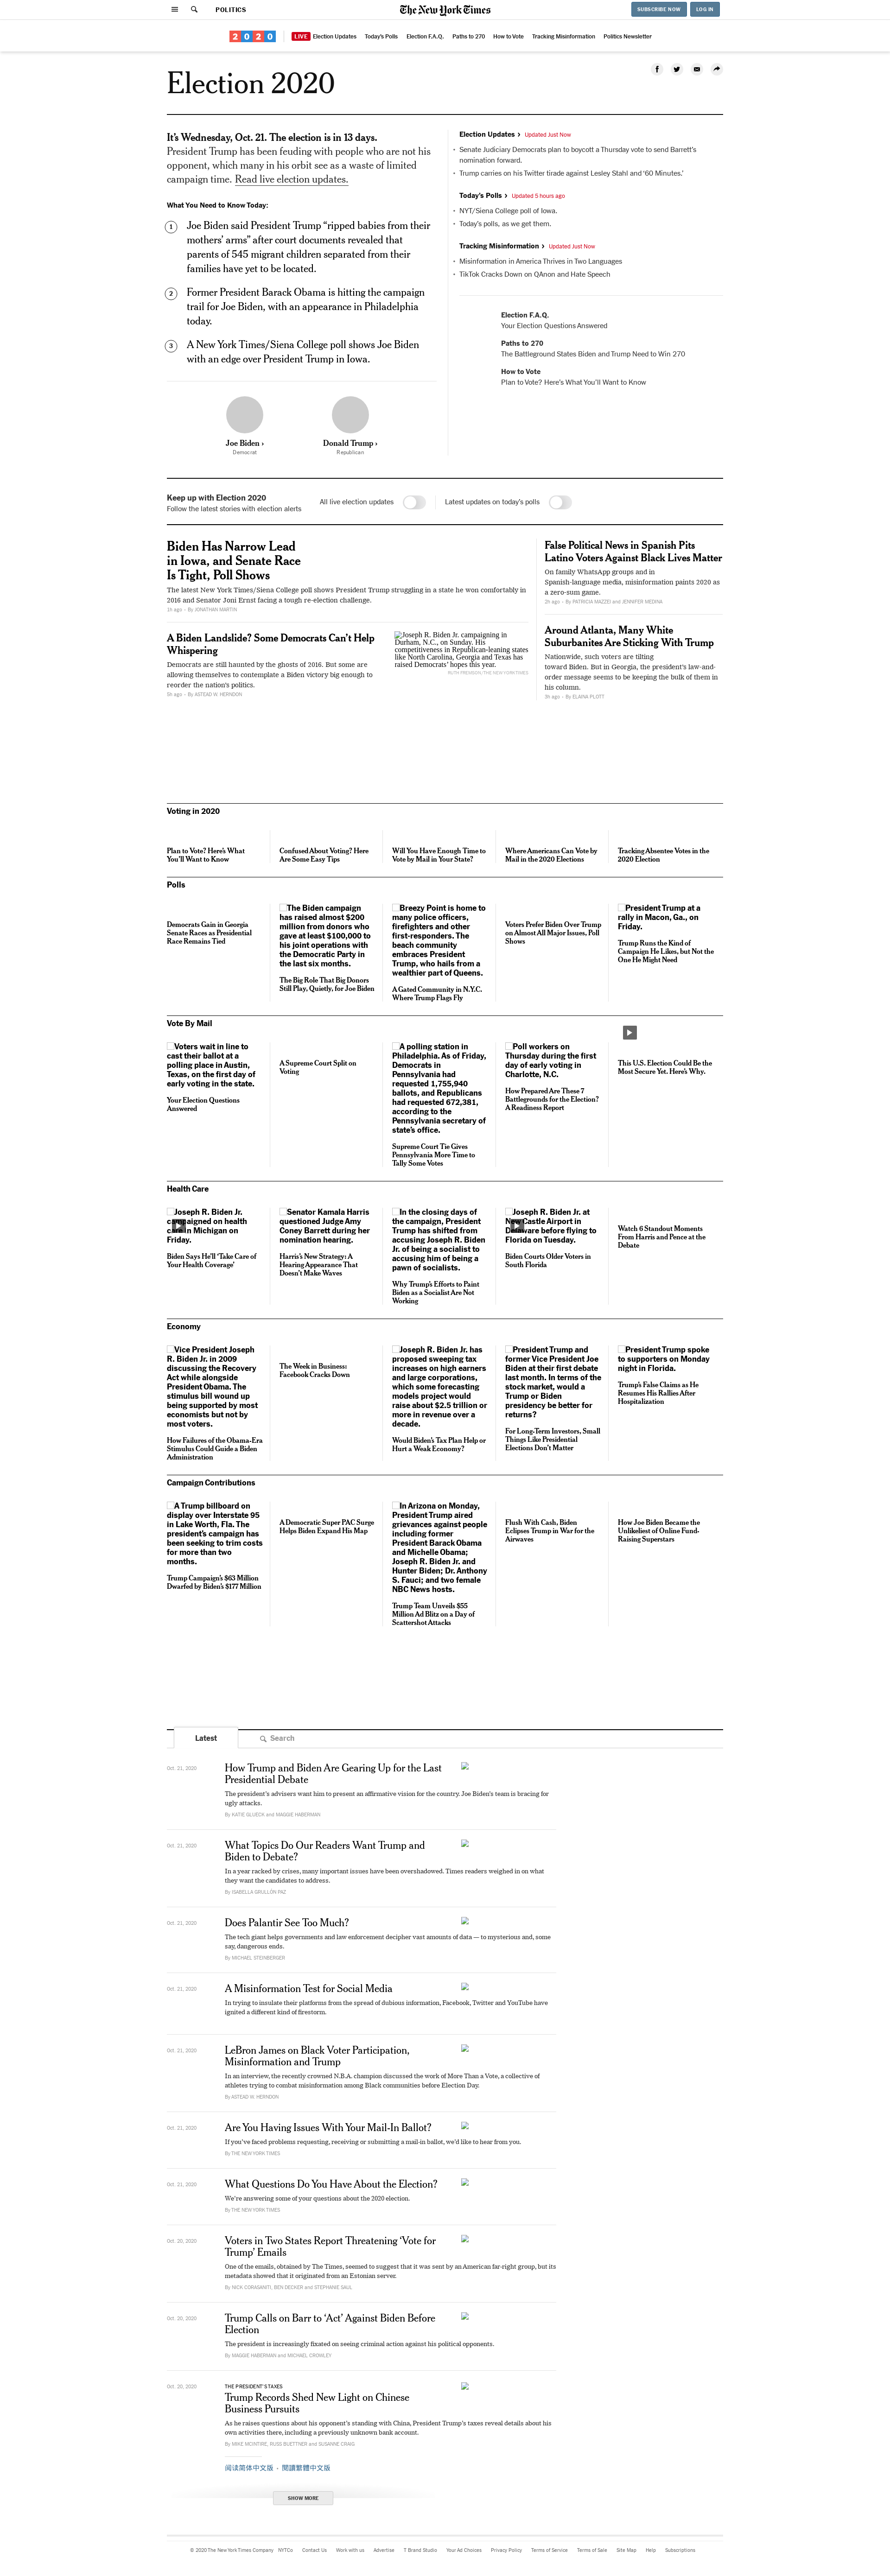 POLITICS
The New York Times
SUBSCRIBE NOW
LOG IN
2020
LIVE Election Updates
Today's Polls
Election F.A.Q.
Paths to 270
How to Vote
Tracking Misinformation
Politics Newsletter
Election 2020
It's Wednesday, Oct. 21. The election is in 13 days.
President Trump has been feuding with people who are not his
opponent, which many in his orbit see as a waste of limited
campaign time. Read live election updates.
What You Need to Know Today:
1
Joe Biden said President Trump “ripped babies from their
mothers' arms” after court documents revealed that
parents of 545 migrant children separated from their
families have yet to be located.
2
Former President Barack Obama is hitting the campaign
trail for Joe Biden, with an appearance in Philadelphia
today.
3
A New York Times/Siena College poll shows Joe Biden
with an edge over President Trump in Iowa.
Joe Biden ›
Democrat
Donald Trump ›
Republican
Election Updates › Updated Just Now
• Senate Judiciary Democrats plan to boycott a Thursday vote to send Barrett's
nomination forward.
• Trump carries on his Twitter tirade against Lesley Stahl and ‘60 Minutes.’
Today's Polls › Updated 5 hours ago
• NYT/Siena College poll of Iowa.
• Today's polls, as we get them.
Tracking Misinformation › Updated Just Now
• Misinformation in America Thrives in Two Languages
• TikTok Cracks Down on QAnon and Hate Speech
Election F.A.Q.
Your Election Questions Answered
Paths to 270
The Battleground States Biden and Trump Need to Win 270
How to Vote
Plan to Vote? Here's What You'll Want to Know
Keep up with Election 2020
Follow the latest stories with election alerts
All live election updates
Latest updates on today's polls
Biden Has Narrow Lead
in Iowa, and Senate Race
Is Tight, Poll Shows
The latest New York Times/Siena College poll shows President Trump struggling in a state he won comfortably in
2016 and Senator Joni Ernst facing a tough re-election challenge.
1h ago · By JONATHAN MARTIN
A Biden Landslide? Some Democrats Can't Help
Whispering
Democrats are still haunted by the ghosts of 2016. But some are
allowing themselves to contemplate a Biden victory big enough to
reorder the nation's politics.
5h ago · By ASTEAD W. HERNDON
Joseph R. Biden Jr. campaigning in
Durham, N.C., on Sunday. His
competitiveness in Republican-leaning states
like North Carolina, Georgia and Texas has
raised Democrats' hopes this year.
RUTH FREMSON/THE NEW YORK TIMES
False Political News in Spanish Pits
Latino Voters Against Black Lives Matter
On family WhatsApp groups and in
Spanish-language media, misinformation paints 2020 as
a zero-sum game.
2h ago · By PATRICIA MAZZEI and JENNIFER MEDINA
Around Atlanta, Many White
Suburbanites Are Sticking With Trump
Nationwide, such voters are tilting
toward Biden. But in Georgia, the president's law-and-
order message seems to be keeping the bulk of them in
his column.
3h ago · By ELAINA PLOTT
Voting in 2020
Plan to Vote? Here's What
You'll Want to Know
Confused About Voting? Here
Are Some Easy Tips
Will You Have Enough Time to
Vote by Mail in Your State?
Where Americans Can Vote by
Mail in the 2020 Elections
Tracking Absentee Votes in the
2020 Election
Polls
Democrats Gain in Georgia
Senate Races as Presidential
Race Remains Tied
The Biden campaign
has raised almost $200
million from donors who
gave at least $100,000 to
his joint operations with
the Democratic Party in
the last six months.
The Big Role That Big Donors
Still Play, Quietly, for Joe Biden
Breezy Point is home to
many police officers,
firefighters and other
first-responders. The
beach community
embraces President
Trump, who hails from a
wealthier part of Queens.
A Gated Community in N.Y.C.
Where Trump Flags Fly
Voters Prefer Biden Over Trump
on Almost All Major Issues, Poll
Shows
President Trump at a
rally in Macon, Ga., on
Friday.
Trump Runs the Kind of
Campaign He Likes, but Not the
One He Might Need
Vote By Mail
Voters wait in line to
cast their ballot at a
polling place in Austin,
Texas, on the first day of
early voting in the state.
Your Election Questions
Answered
A Supreme Court Split on
Voting
A polling station in
Philadelphia. As of Friday,
Democrats in
Pennsylvania had
requested 1,755,940
ballots, and Republicans
had requested 672,381,
according to the
Pennsylvania secretary of
state's office.
Supreme Court Tie Gives
Pennsylvania More Time to
Tally Some Votes
Poll workers on
Thursday during the first
day of early voting in
Charlotte, N.C.
How Prepared Are These 7
Battlegrounds for the Election?
A Readiness Report
This U.S. Election Could Be the
Most Secure Yet. Here's Why.
Health Care
Joseph R. Biden Jr.
campaigned on health
care in Michigan on
Friday.
Biden Says He'll ‘Take Care of
Your Health Coverage’
Senator Kamala Harris
questioned Judge Amy
Coney Barrett during her
nomination hearing.
Harris's New Strategy: A
Hearing Appearance That
Doesn't Make Waves
In the closing days of
the campaign, President
Trump has shifted from
accusing Joseph R. Biden
Jr. of being a socialist to
accusing him of being a
pawn of socialists.
Why Trump's Efforts to Paint
Biden as a Socialist Are Not
Working
Joseph R. Biden Jr. at
New Castle Airport in
Delaware before flying to
Florida on Tuesday.
Biden Courts Older Voters in
South Florida
Watch 6 Standout Moments
From Harris and Pence at the
Debate
Economy
Vice President Joseph
R. Biden Jr. in 2009
discussing the Recovery
Act while alongside
President Obama. The
stimulus bill wound up
being supported by most
economists but not by
most voters.
How Failures of the Obama-Era
Stimulus Could Guide a Biden
Administration
The Week in Business:
Facebook Cracks Down
Joseph R. Biden Jr. has
proposed sweeping tax
increases on high earners
and large corporations,
which some forecasting
models project would
raise about $2.5 trillion or
more in revenue over a
decade.
Would Biden's Tax Plan Help or
Hurt a Weak Economy?
President Trump and
former Vice President Joe
Biden at their first debate
last month. In terms of the
stock market, would a
Trump or Biden
presidency be better for
returns?
For Long-Term Investors, Small
Things Like Presidential
Elections Don't Matter
President Trump spoke
to supporters on Monday
night in Florida.
Trump's False Claims as He
Resumes His Rallies After
Hospitalization
Campaign Contributions
A Trump billboard on
display over Interstate 95
in Lake Worth, Fla. The
president's campaign has
been seeking to trim costs
for more than two
months.
Trump Campaign's $63 Million
Dwarfed by Biden's $177 Million
A Democratic Super PAC Surge
Helps Biden Expand His Map
In Arizona on Monday,
President Trump aired
grievances against people
including former
President Barack Obama
and Michelle Obama;
Joseph R. Biden Jr. and
Hunter Biden; Dr. Anthony
S. Fauci; and two female
NBC News hosts.
Trump Team Unveils $55
Million Ad Blitz on a Day of
Scattershot Attacks
Flush With Cash, Biden
Eclipses Trump in War for the
Airwaves
How Joe Biden Became the
Unlikeliest of Online Fund-
Raising Superstars
Latest
Search
Oct. 21, 2020
How Trump and Biden Are Gearing Up for the Last
Presidential Debate
The president's advisers want him to present an affirmative vision for the country. Joe Biden's team is bracing for
ugly attacks.
By KATIE GLUECK and MAGGIE HABERMAN
Oct. 21, 2020
What Topics Do Our Readers Want Trump and
Biden to Debate?
In a year racked by crises, many important issues have been overshadowed. Times readers weighed in on what
they want the candidates to address.
By ISABELLA GRULLÓN PAZ
Oct. 21, 2020
Does Palantir See Too Much?
The tech giant helps governments and law enforcement decipher vast amounts of data — to mysterious and, some
say, dangerous ends.
By MICHAEL STEINBERGER
Oct. 21, 2020
A Misinformation Test for Social Media
In trying to insulate their platforms from the spread of dubious information, Facebook, Twitter and YouTube have
ignited a different kind of firestorm.
Oct. 21, 2020
LeBron James on Black Voter Participation,
Misinformation and Trump
In an interview, the recently crowned N.B.A. champion discussed the work of More Than a Vote, a collective of
athletes trying to combat misinformation among Black communities before Election Day.
By ASTEAD W. HERNDON
Oct. 21, 2020
Are You Having Issues With Your Mail-In Ballot?
If you've faced problems requesting, receiving or submitting a mail-in ballot, we'd like to hear from you.
By THE NEW YORK TIMES
Oct. 21, 2020
What Questions Do You Have About the Election?
We're answering some of your questions about the 2020 election.
By THE NEW YORK TIMES
Oct. 20, 2020
Voters in Two States Report Threatening ‘Vote for
Trump’ Emails
One of the emails, obtained by The Times, seemed to suggest that it was sent by an American far-right group, but its
metadata showed that it originated from an Estonian server.
By NICK CORASANITI, BEN DECKER and STEPHANIE SAUL
Oct. 20, 2020
Trump Calls on Barr to ‘Act’ Against Biden Before
Election
The president is increasingly fixated on seeing criminal action against his political opponents.
By MAGGIE HABERMAN and MICHAEL CROWLEY
Oct. 20, 2020
THE PRESIDENT'S TAXES
Trump Records Shed New Light on Chinese
Business Pursuits
As he raises questions about his opponent's standing with China, President Trump's taxes reveal details about his
own activities there, including a previously unknown bank account.
By MIKE MCINTIRE, RUSS BUETTNER and SUSANNE CRAIG
阅读简体中文版 · 閱讀繁體中文版
SHOW MORE
© 2020 The New York Times Company
NYTCo
Contact Us
Work with us
Advertise
T Brand Studio
Your Ad Choices
Privacy Policy
Terms of Service
Terms of Sale
Site Map
Help
Subscriptions